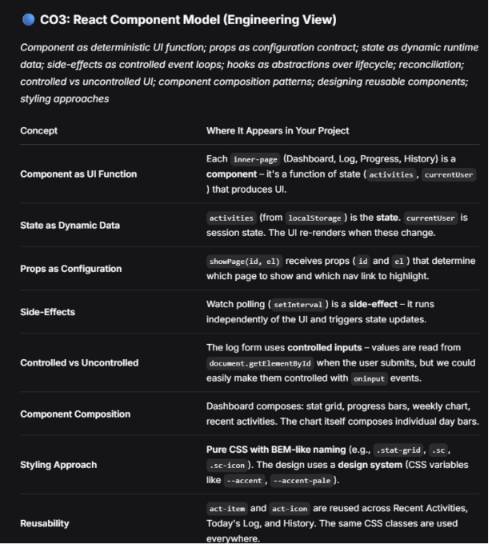 CO3: React Component Model (Engineering View)
Component as deterministic UI function; props as configuration contract; state as dynamic runtime
data; side-effects as controlled event loops; hooks as abstractions over lifecycle; reconciliation;
controlled vs uncontrolled UI; component composition patterns; designing reusable components;
styling approaches
Concept Where It Appears in Your Project
Component as UI Function
Each inner-page (Dashboard, Log, Progress, History) is a
component – it's a function of state ( activities , currentUser
) that produces UI.
State as Dynamic Data
activities (from localStorage ) is the state. currentUser is
session state. The UI re-renders when these change.
Props as Configuration
showPage(id, el) receives props ( id and el ) that determine
which page to show and which nav link to highlight.
Side-Effects
Watch polling ( setInterval ) is a side-effect – it runs
independently of the UI and triggers state updates.
Controlled vs Uncontrolled
The log form uses controlled inputs – values are read from
document.getElementById when the user submits, but we could
easily make them controlled with oninput events.
Component Composition
Dashboard composes: stat grid, progress bars, weekly chart,
recent activities. The chart itself composes individual day bars.
Styling Approach
Pure CSS with BEM-like naming (e.g., .stat-grid , .sc ,
.sc-icon ). The design uses a design system (CSS variables
like --accent , --accent-pale ).
Reusability
act-item and act-icon are reused across Recent Activities,
Today's Log, and History. The same CSS classes are used
everywhere.